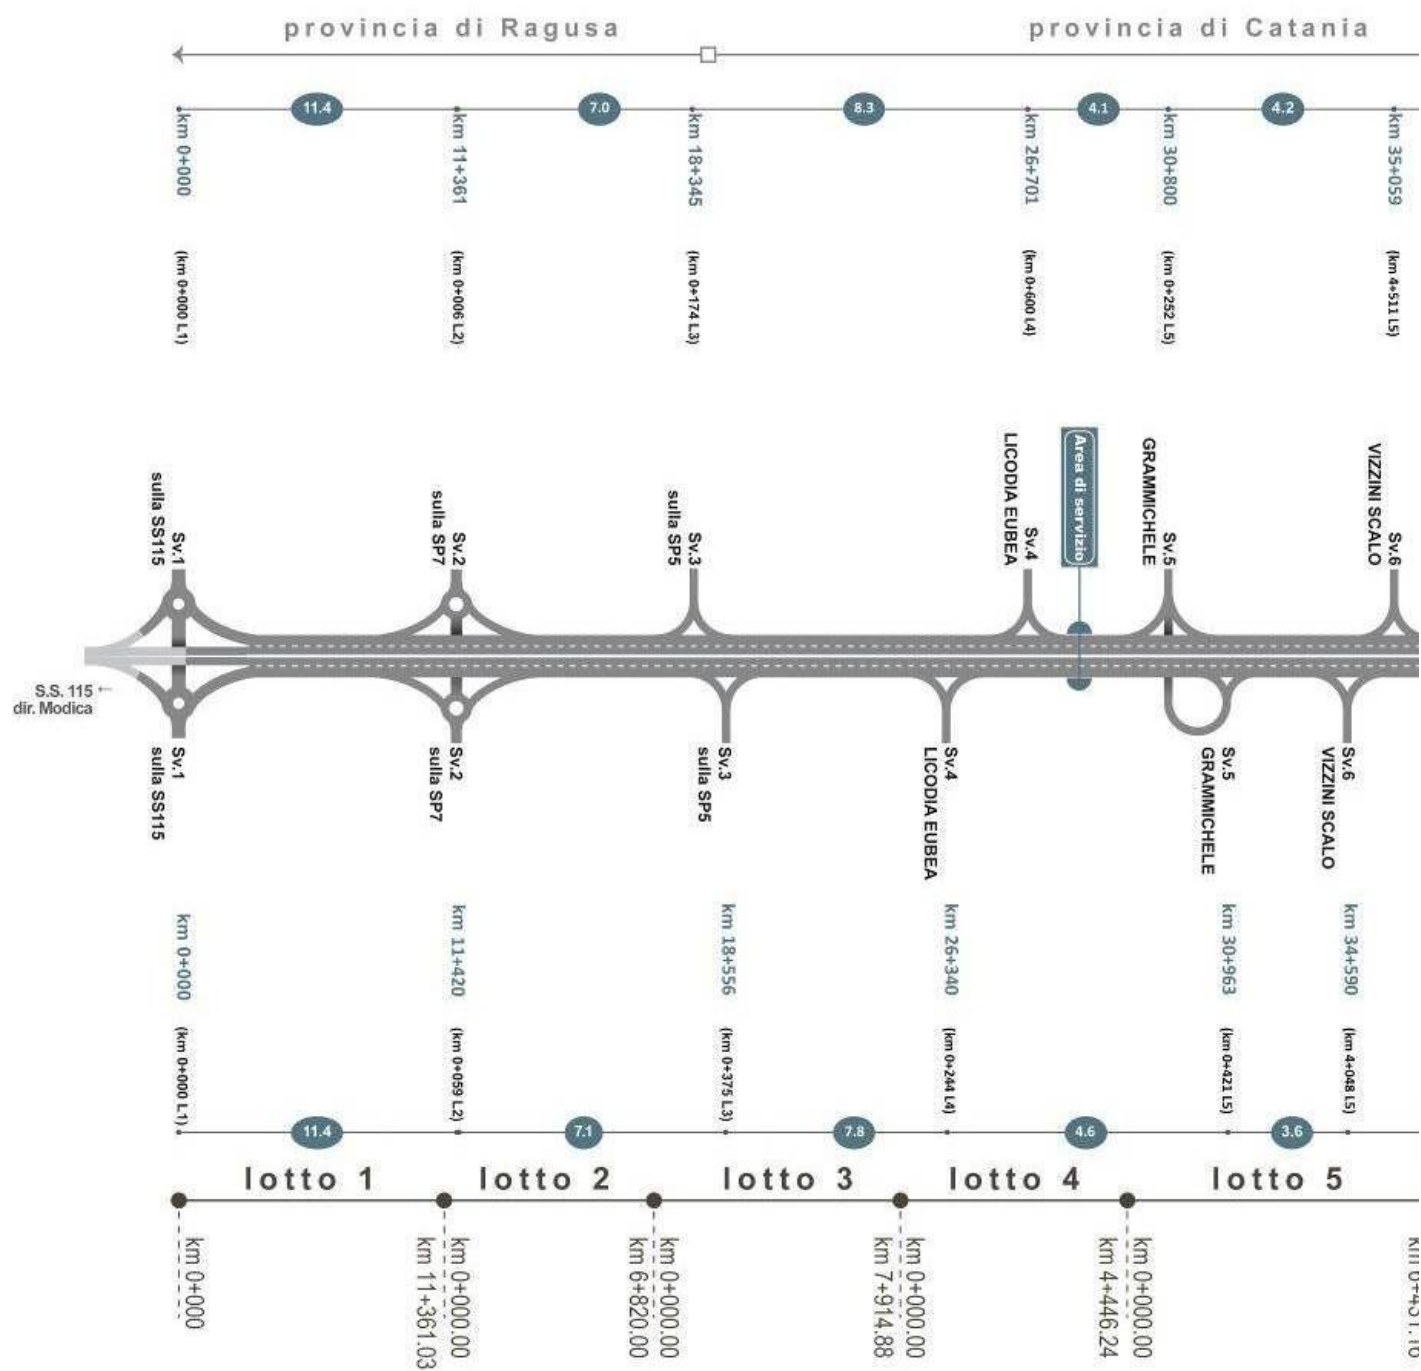 provincia di Ragusa
provincia di Catania
11.4
7.0
8.3
4.1
4.2
km 0+000
km 11+361
km 18+345
km 26+701
km 30+800
km 35+059
(km 0+000 L1)
(km 0+006 L2)
(km 0+174 L3)
(km 0+600 L4)
(km 0+252 L5)
(km 4+511 L5)
Sv.1
sulla SS115
Sv.2
sulla SP7
Sv.3
sulla SP5
Sv.4
LICODIA EUBEA
Area di servizio
Sv.5
GRAMMICHELE
Sv.6
VIZZINI SCALO
S.S. 115 ←
dir. Modica
Sv.1
sulla SS115
Sv.2
sulla SP7
Sv.3
sulla SP5
Sv.4
LICODIA EUBEA
Sv.5
GRAMMICHELE
Sv.6
VIZZINI SCALO
km 0+000
km 11+420
km 18+556
km 26+340
km 30+963
km 34+590
(km 0+000 L1)
(km 0+059 L2)
(km 0+375 L3)
(km 0+244 L4)
(km 0+421 L5)
(km 4+048 L5)
11.4
7.1
7.8
4.6
3.6
lotto 1
lotto 2
lotto 3
lotto 4
lotto 5
km 0+000
km 0+000.00
km 11+361.03
km 0+000.00
km 6+820.00
km 0+000.00
km 7+914.88
km 0+000.00
km 4+446.24